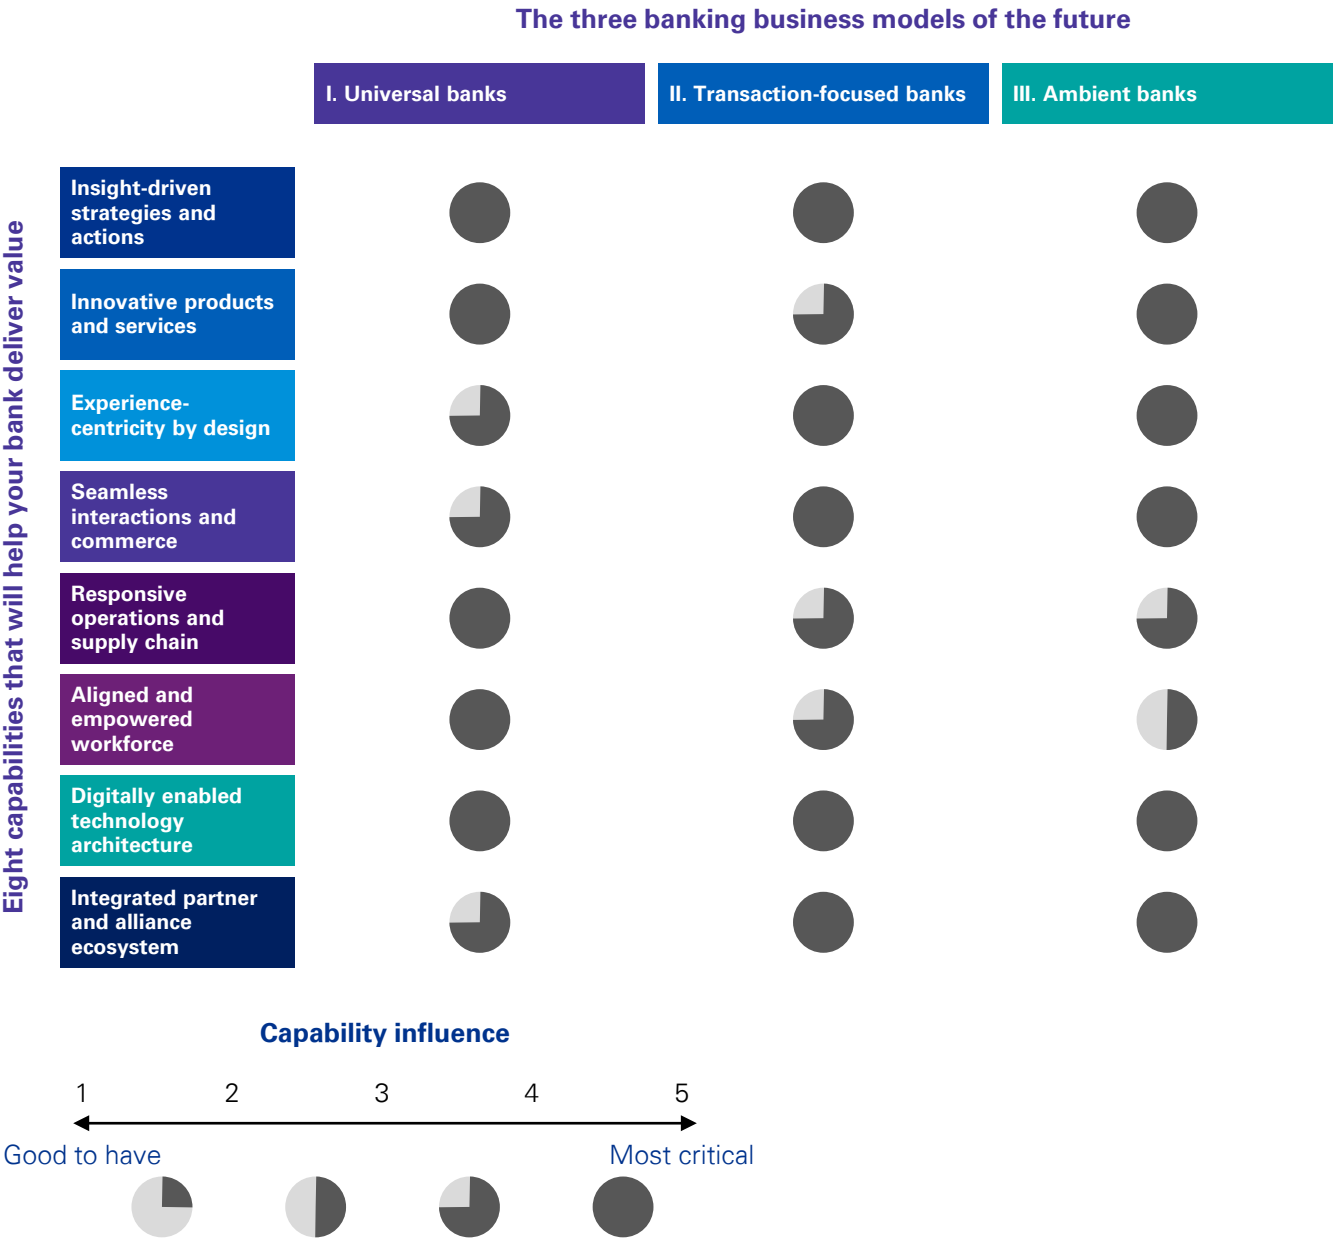 The three banking business models of the future
I. Universal banks
II. Transaction-focused banks
III. Ambient banks
Eight capabilities that will help your bank deliver value
Insight-driven
strategies and
actions
Innovative products
and services
Experience-
centricity by design
Seamless
interactions and
commerce
Responsive
operations and
supply chain
Aligned and
empowered
workforce
Digitally enabled
technology
architecture
Integrated partner
and alliance
ecosystem
Capability influence
1 2 3 4 5
Good to have
Most critical